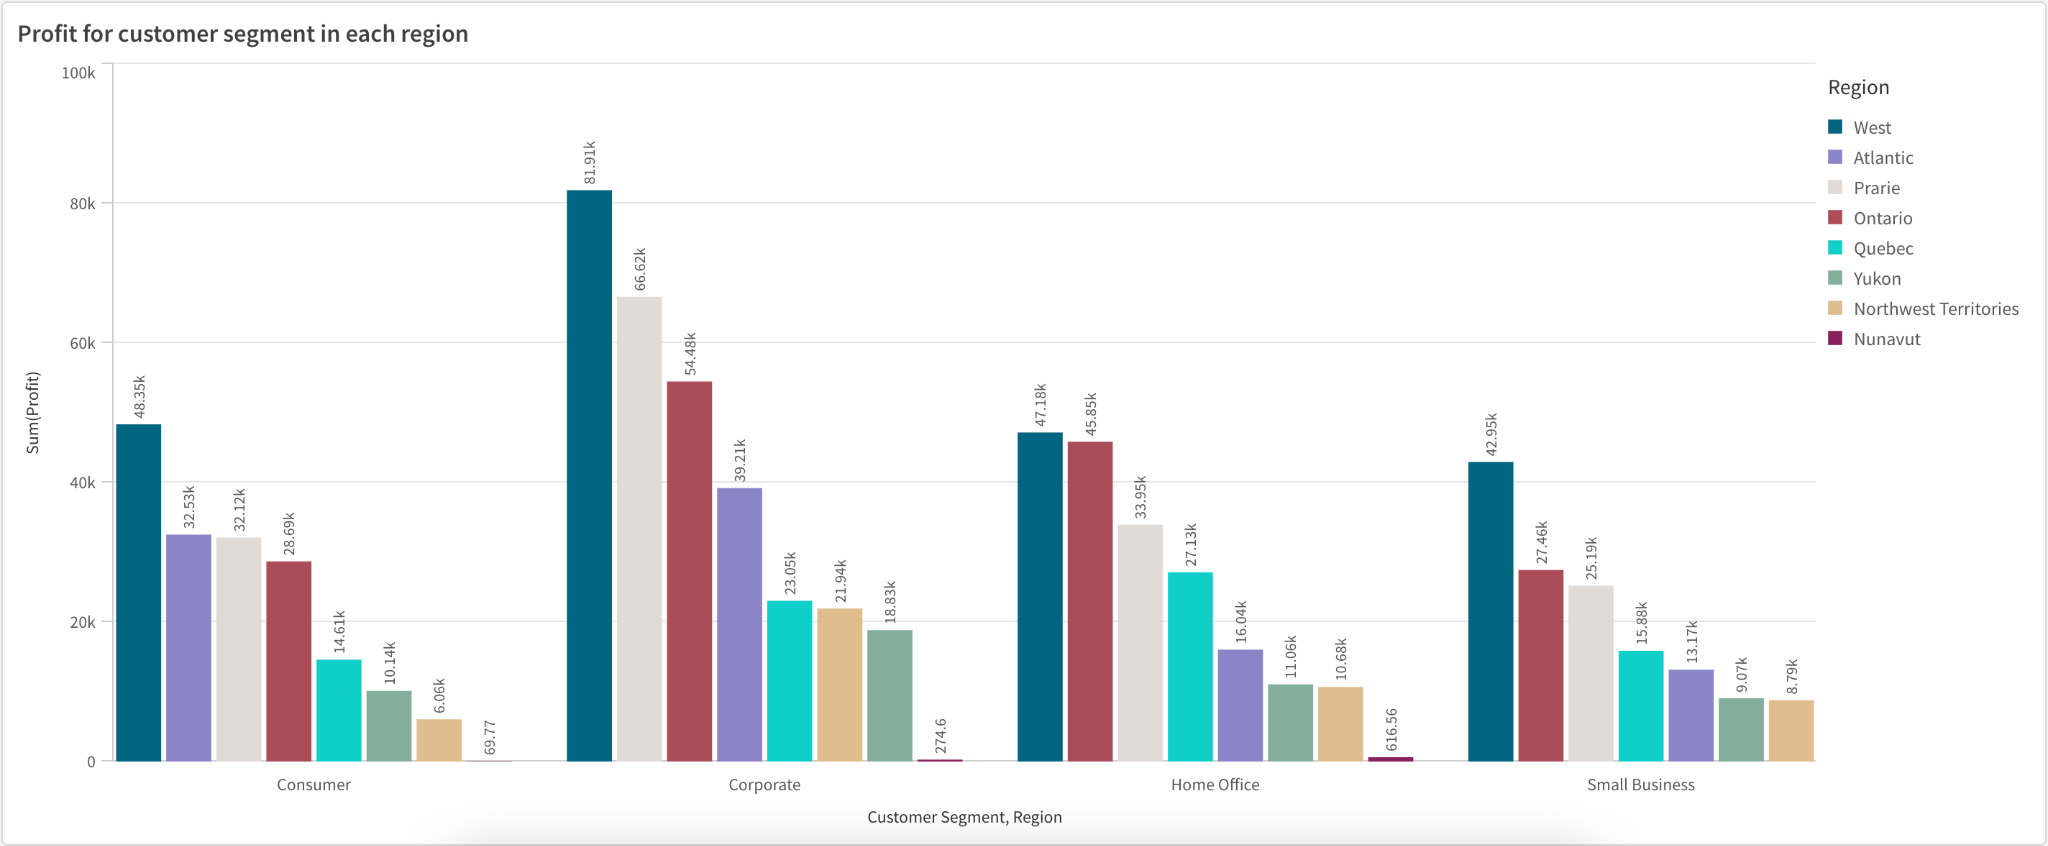 Profit for customer segment in each region
100k
80k
60k
40k
20k
0
Sum(Profit)
48.35k
32.53k
32.12k
28.69k
14.61k
10.14k
6.06k
69.77
81.91k
66.62k
54.48k
39.21k
23.05k
21.94k
18.83k
274.6
47.18k
45.85k
33.95k
27.13k
16.04k
11.06k
10.68k
616.56
42.95k
27.46k
25.19k
15.88k
13.17k
9.07k
8.79k
Consumer
Corporate
Home Office
Small Business
Customer Segment, Region
Region
West
Atlantic
Prarie
Ontario
Quebec
Yukon
Northwest Territories
Nunavut